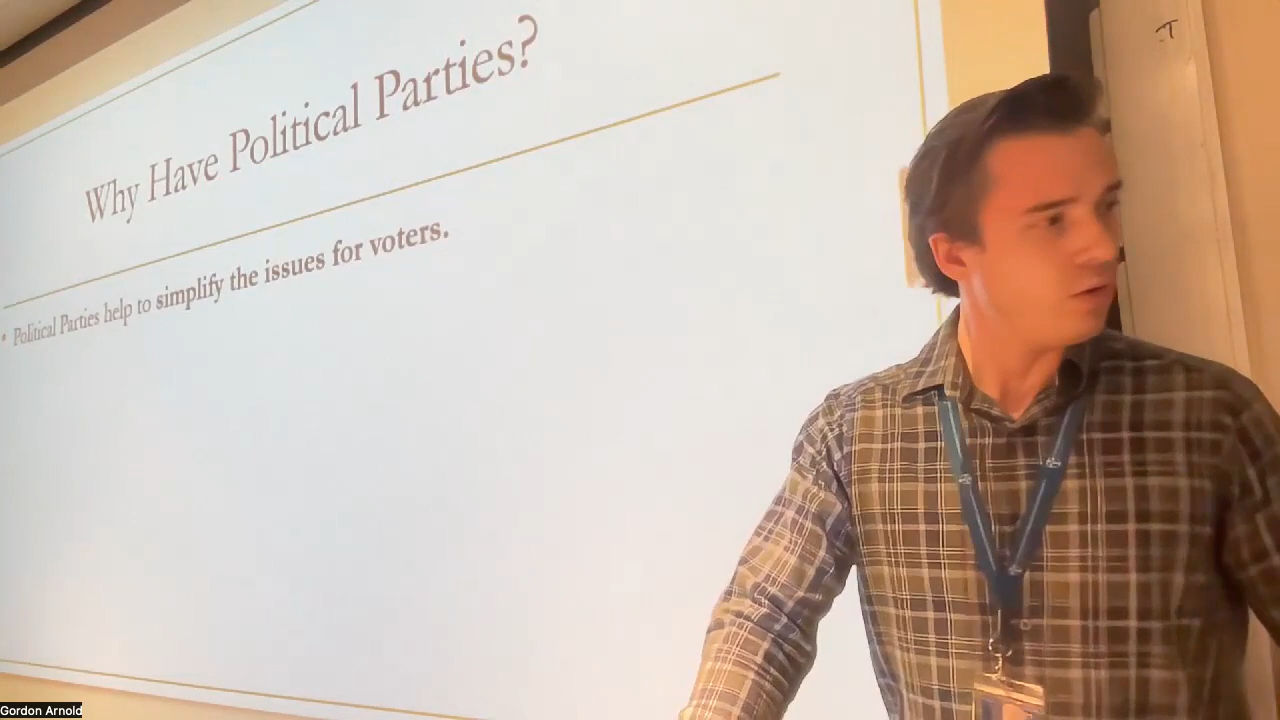 Why Have Political Parties?
• Political Parties help to simplify the issues for voters.
Gordon Arnold